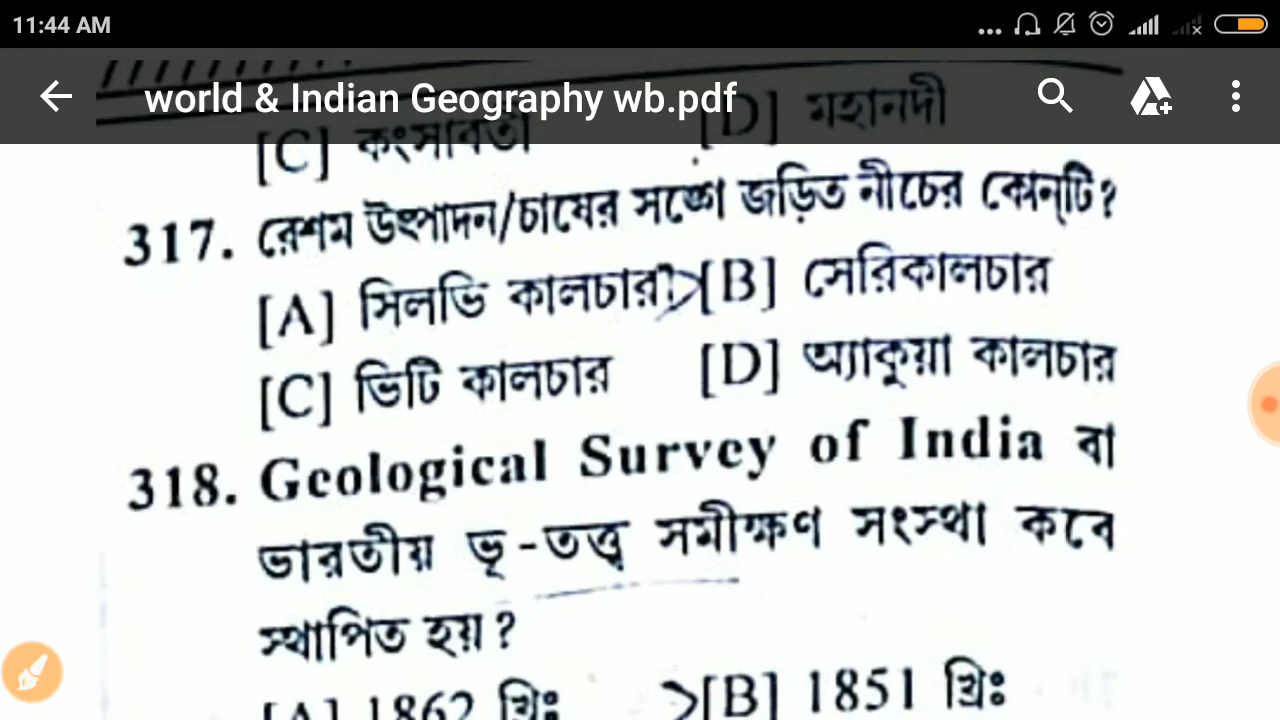 11:44 AM
world & Indian Geography wb.pdf
[C] কংসাবতী [D] মহানদী
317. রেশম উৎপাদন/চাষের সঙ্গে জড়িত নীচের কোন্‌টি?
[A] সিলভি কালচার [B] সেরিকালচার
[C] ভিটি কালচার [D] অ্যাকুয়া কালচার
318. Geological Survey of India বা
ভারতীয় ভূ-তত্ত্ব সমীক্ষণ সংস্থা কবে
স্থাপিত হয়?
[A] 1862 খ্রিঃ [B] 1851 খ্রিঃ